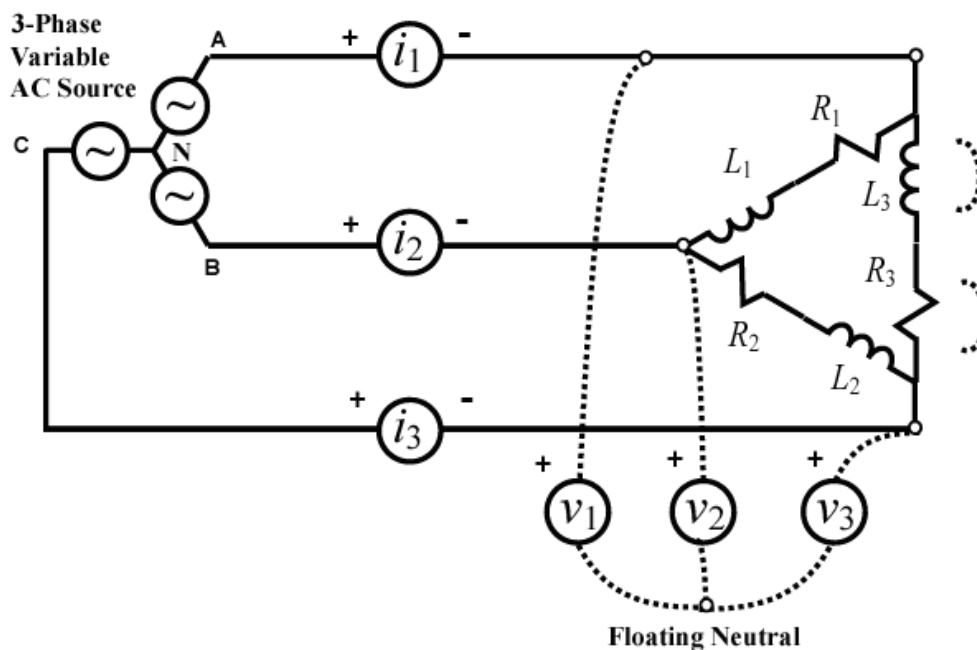 3-Phase
Variable
AC Source
A
+ i1 -
R1
C
N
L1
L3
+ i2 -
B
R3
R2
L2
+ i3 -
+ v1
+ v2
+ v3
Floating Neutral